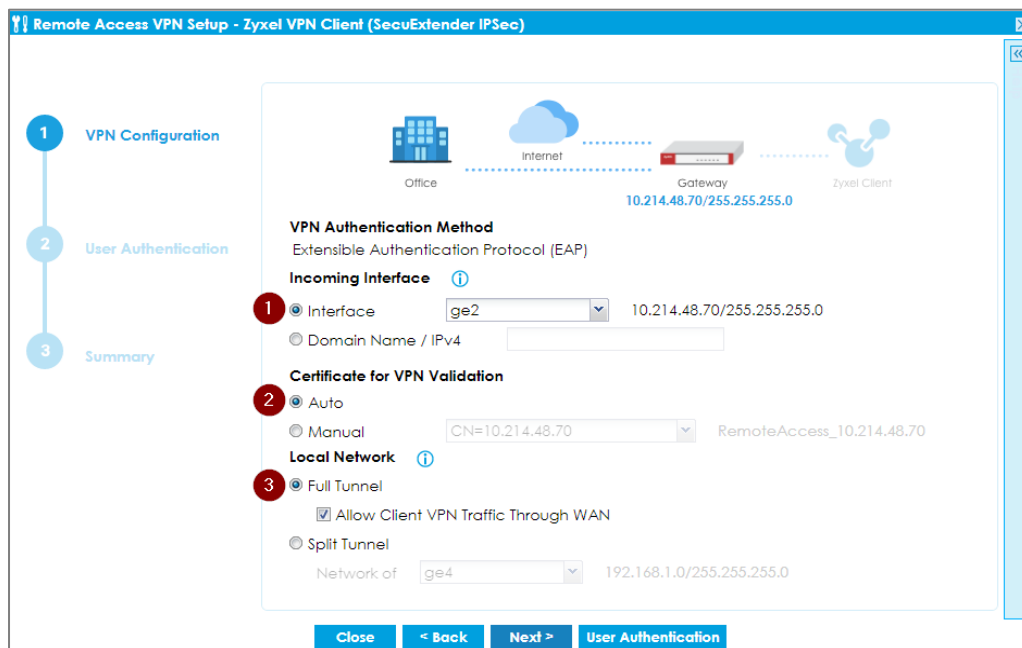 Remote Access VPN Setup - Zyxel VPN Client (SecuExtender IPSec)
1 VPN Configuration
2 User Authentication
3 Summary
Internet
Office
Gateway
Zyxel Client
10.214.48.70/255.255.255.0
VPN Authentication Method
Extensible Authentication Protocol (EAP)
Incoming Interface
1 Interface ge2 10.214.48.70/255.255.255.0
Domain Name / IPv4
Certificate for VPN Validation
2 Auto
Manual CN=10.214.48.70 RemoteAccess_10.214.48.70
Local Network
3 Full Tunnel
Allow Client VPN Traffic Through WAN
Split Tunnel
Network of ge4 192.168.1.0/255.255.255.0
Close < Back Next > User Authentication